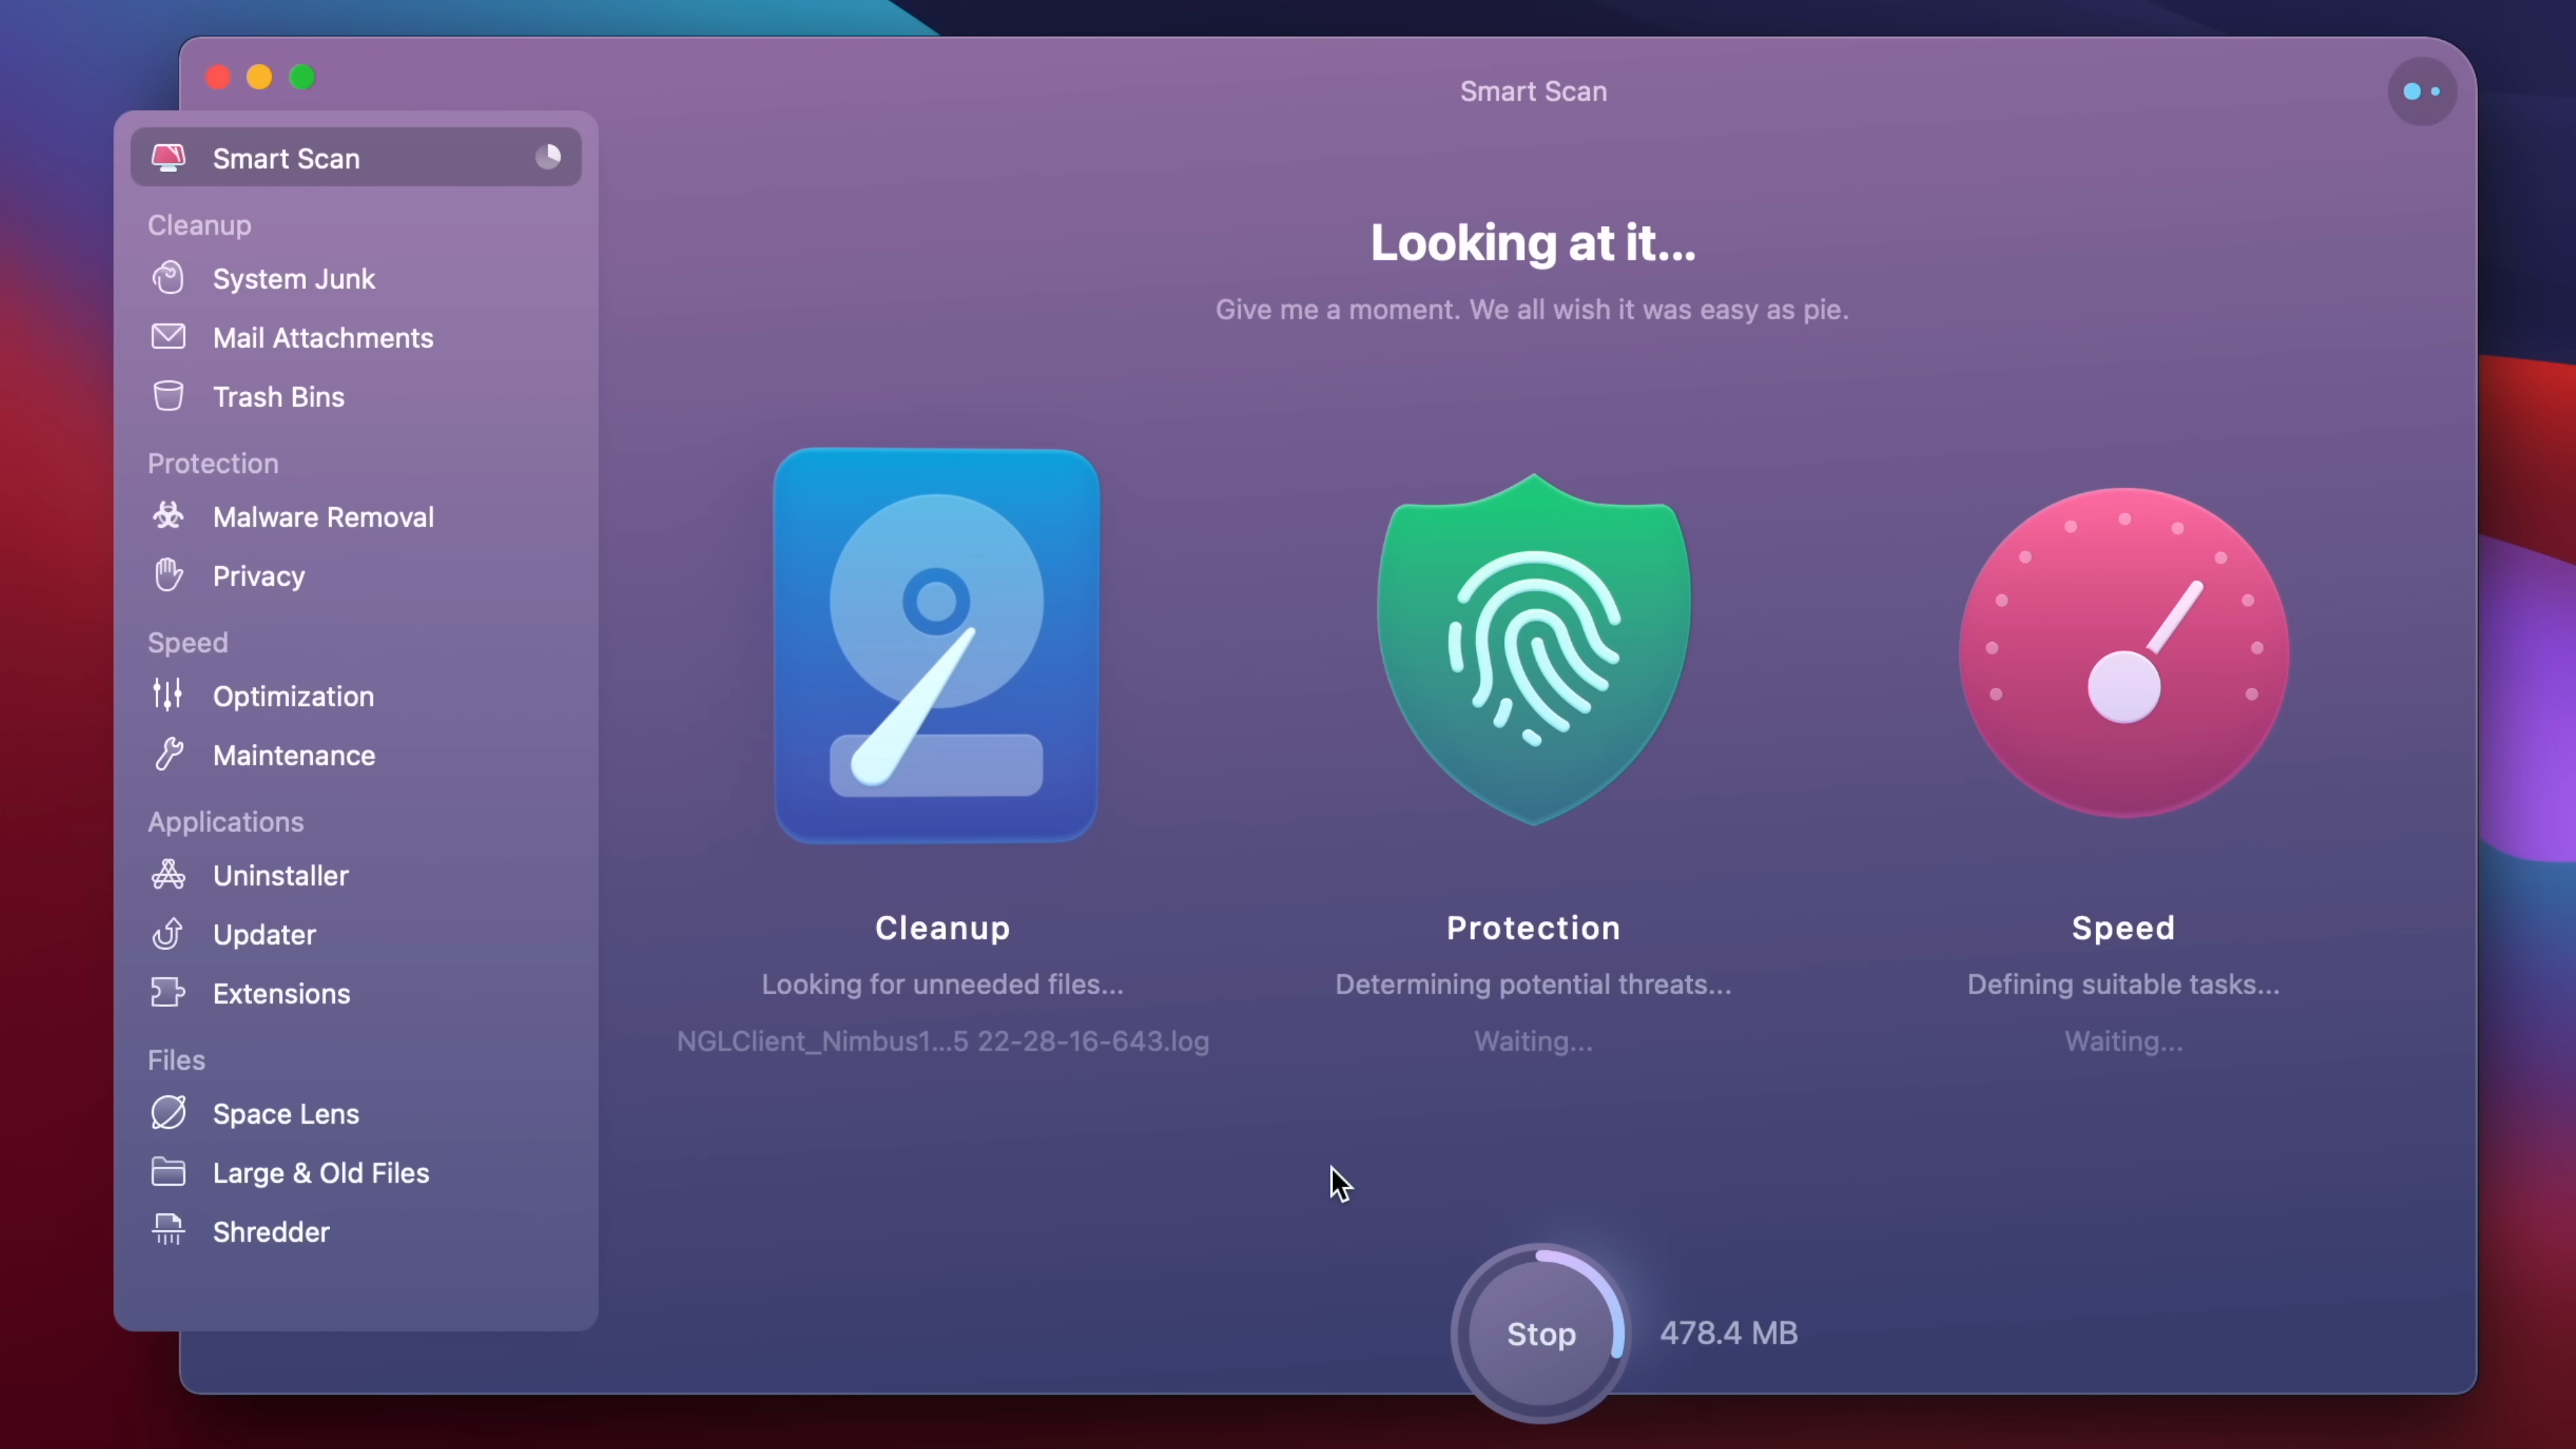 Smart Scan
Smart Scan
Cleanup
System Junk
Mail Attachments
Trash Bins
Protection
Malware Removal
Privacy
Speed
Optimization
Maintenance
Applications
Uninstaller
Updater
Extensions
Files
Space Lens
Large & Old Files
Shredder
Looking at it...
Give me a moment. We all wish it was easy as pie.
Cleanup
Looking for unneeded files...
NGLClient_Nimbus1...5 22-28-16-643.log
Protection
Determining potential threats...
Waiting...
Speed
Defining suitable tasks...
Waiting...
Stop
478.4 MB